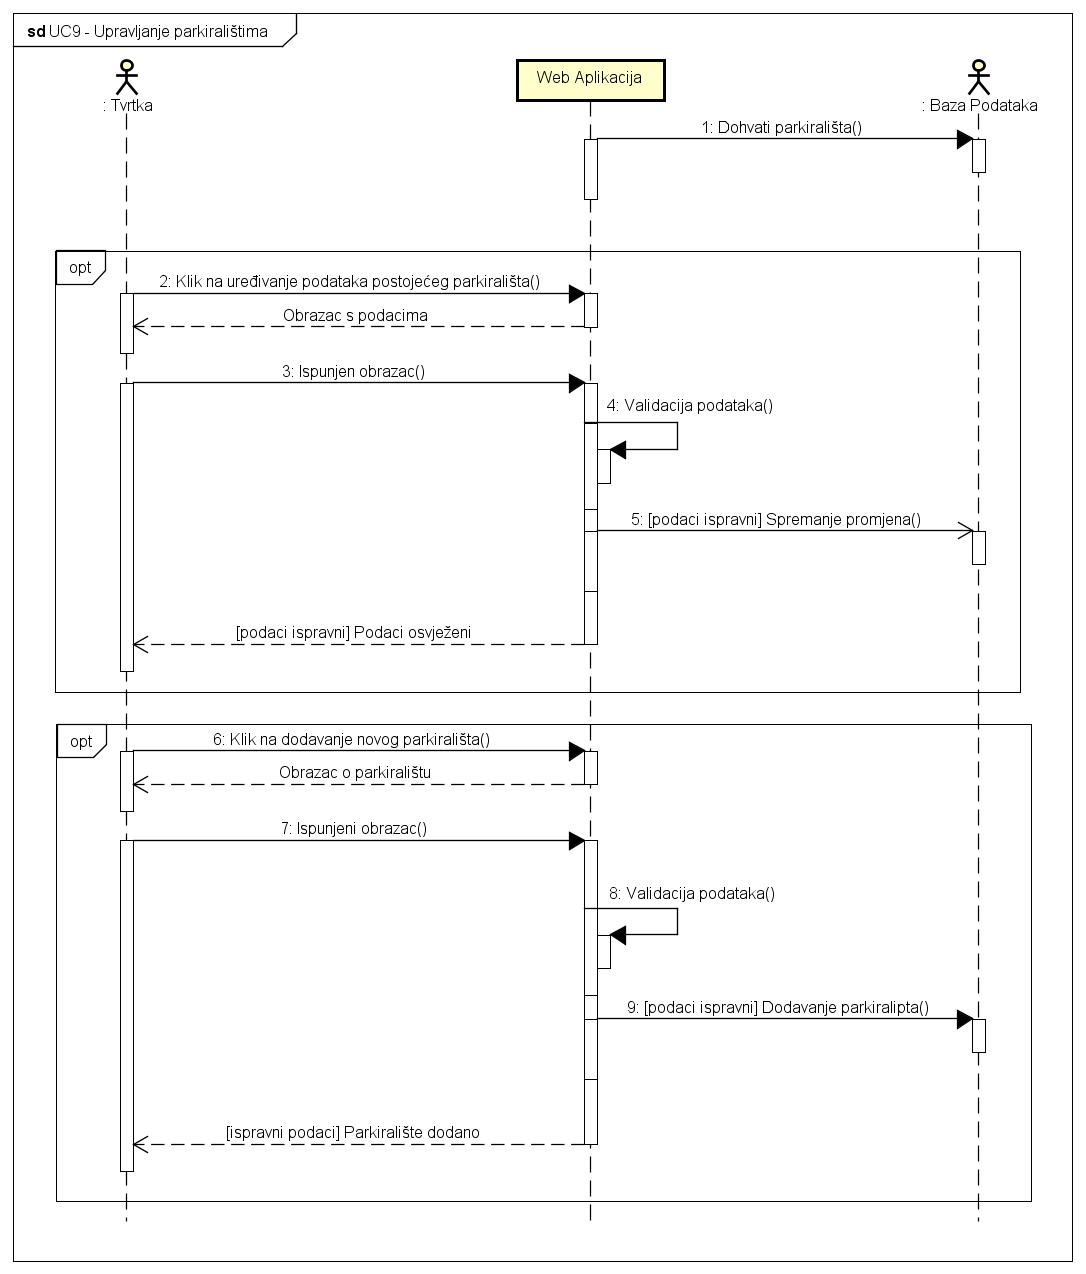 sd UC9 - Upravljanje parkiralištima
: Tvrtka
Web Aplikacija
: Baza Podataka
1: Dohvati parkirališta()
opt
2: Klik na uređivanje podataka postojećeg parkirališta()
Obrazac s podacima
3: Ispunjen obrazac()
4: Validacija podataka()
5: [podaci ispravni] Spremanje promjena()
[podaci ispravni] Podaci osvježeni
opt
6: Klik na dodavanje novog parkirališta()
Obrazac o parkiralištu
7: Ispunjeni obrazac()
8: Validacija podataka()
9: [podaci ispravni] Dodavanje parkiralipta()
[ispravni podaci] Parkiralište dodano